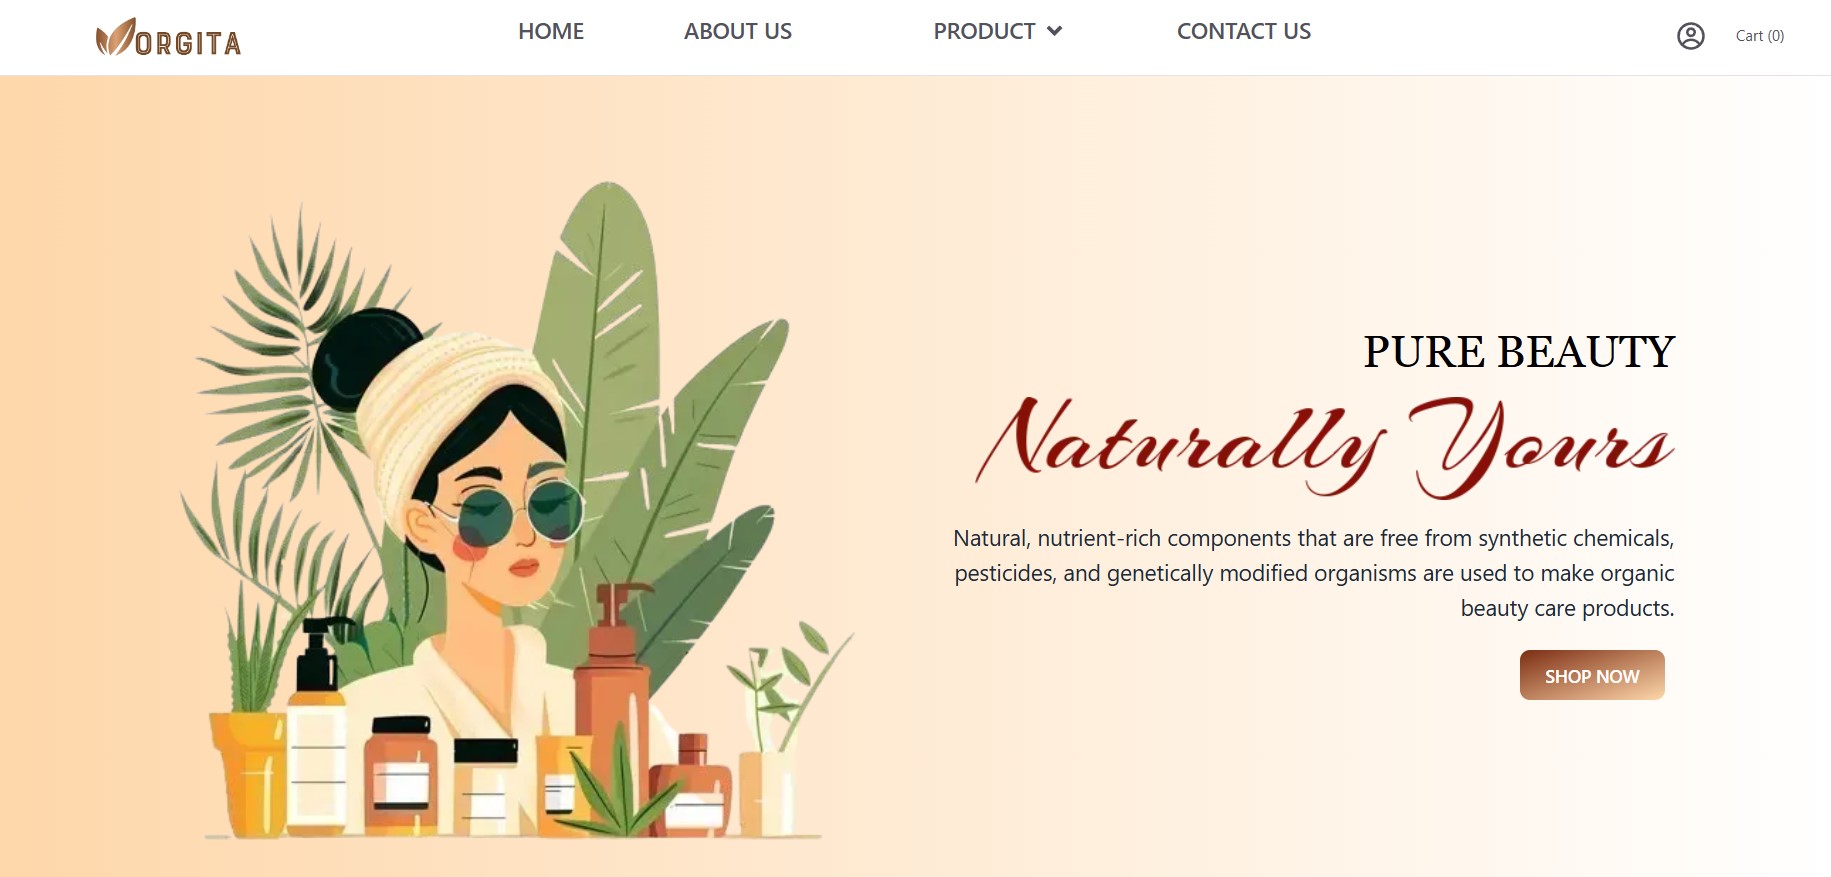 ORGITA
HOME
ABOUT US
PRODUCT
CONTACT US
Cart (0)
PURE BEAUTY
Naturally Yours
Natural, nutrient-rich components that are free from synthetic chemicals,
pesticides, and genetically modified organisms are used to make organic
beauty care products.
SHOP NOW